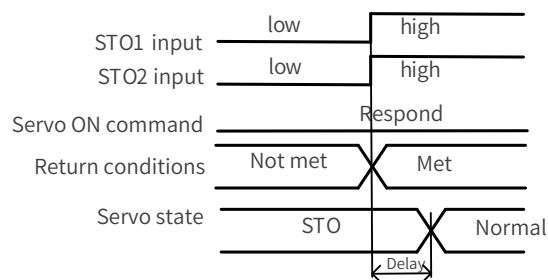 STO1 input low high
STO2 input low high
Servo ON command Respond
Return conditions Not met Met
Servo state STO Normal
Delay